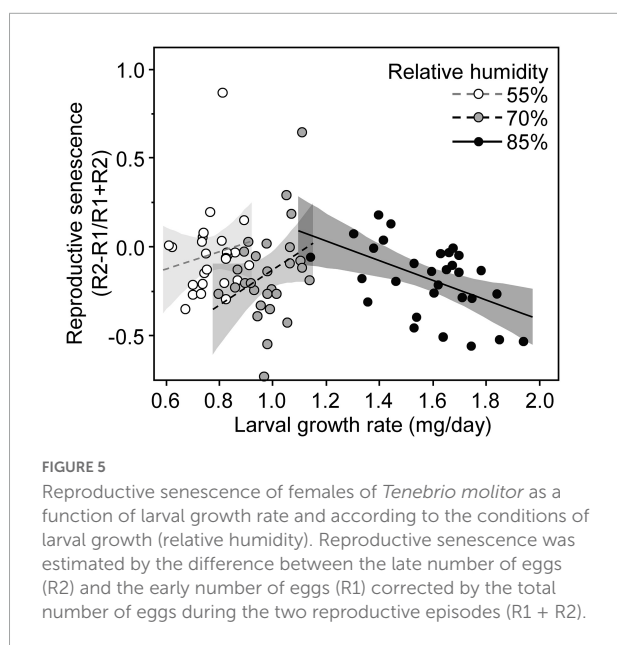 Relative humidity
55%
70%
85%
Reproductive senescence
(R2-R1/R1+R2)
1.0
0.5
0.0
-0.5
0.6 0.8 1.0 1.2 1.4 1.6 1.8 2.0
Larval growth rate (mg/day)
FIGURE 5
Reproductive senescence of females of Tenebrio molitor as a
function of larval growth rate and according to the conditions of
larval growth (relative humidity). Reproductive senescence was
estimated by the difference between the late number of eggs
(R2) and the early number of eggs (R1) corrected by the total
number of eggs during the two reproductive episodes (R1 + R2).